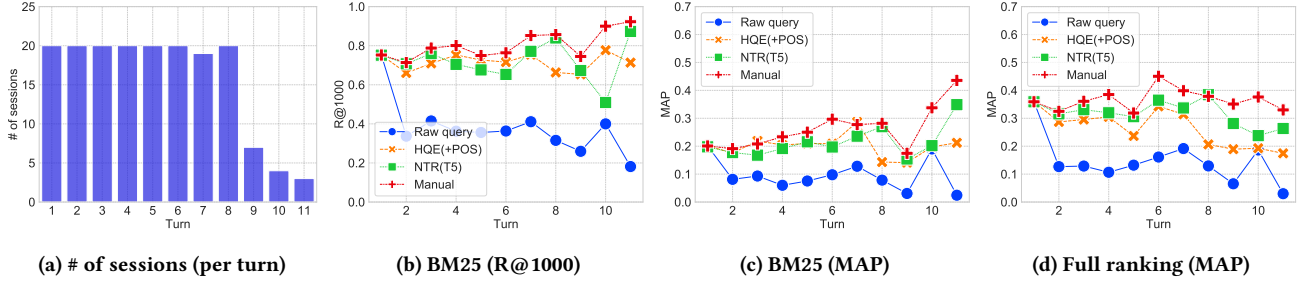 # of sessions
25
20
15
10
5
0
1 2 3 4 5 6 7 8 9 10 11
Turn
(a) # of sessions (per turn)
R@1000
1.0
0.8
0.6
0.4
0.2
0.0
Raw query
HQE(+POS)
NTR(T5)
Manual
2 4 6 8 10
Turn
(b) BM25 (R@1000)
MAP
0.7
0.6
0.5
0.4
0.3
0.2
0.1
0.0
Raw query
HQE(+POS)
NTR(T5)
Manual
2 4 6 8 10
Turn
(c) BM25 (MAP)
MAP
0.7
0.6
0.5
0.4
0.3
0.2
0.1
0.0
Raw query
HQE(+POS)
NTR(T5)
Manual
2 4 6 8 10
Turn
(d) Full ranking (MAP)